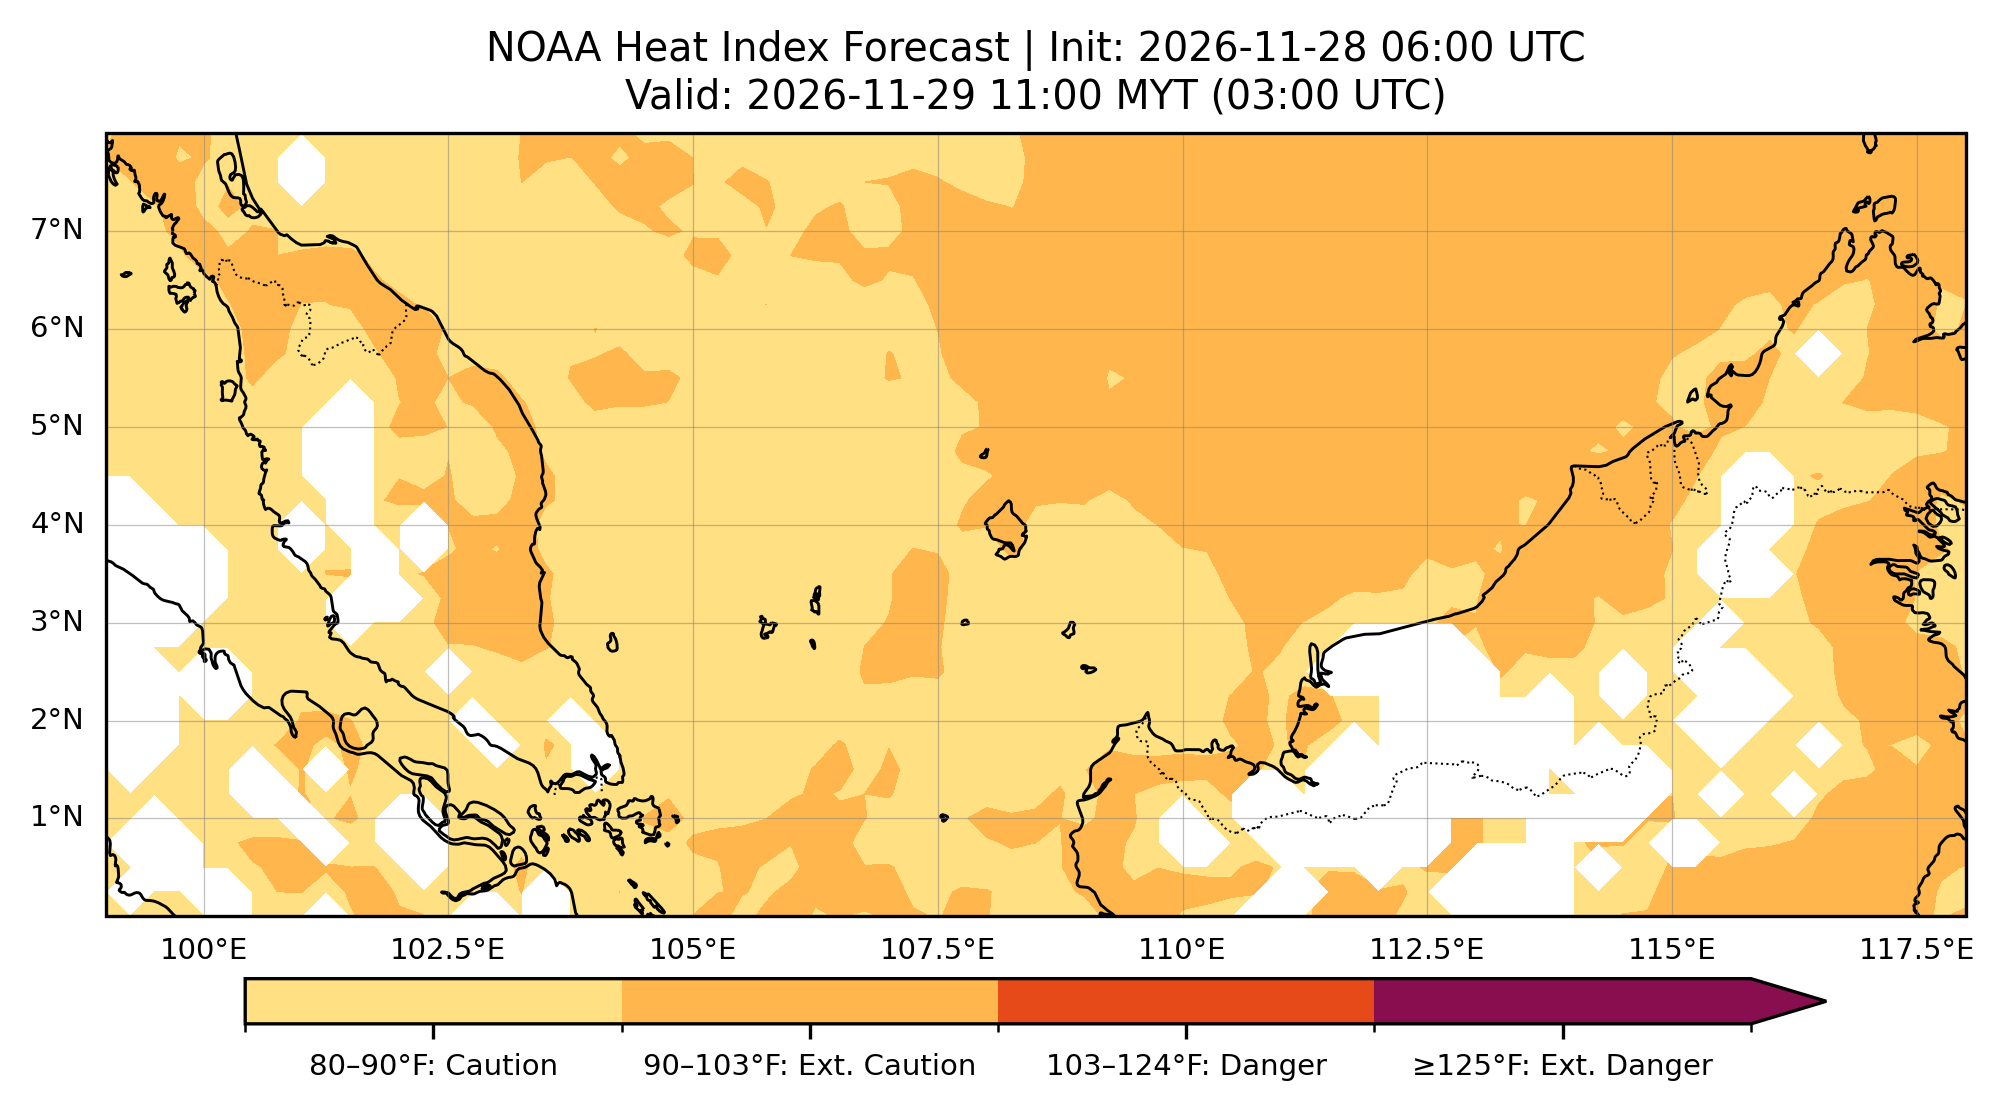 NOAA Heat Index Forecast | Init: 2026-11-28 06:00 UTC
Valid: 2026-11-29 11:00 MYT (03:00 UTC)
7°N
6°N
5°N
4°N
3°N
2°N
1°N
100°E 102.5°E 105°E 107.5°E 110°E 112.5°E 115°E 117.5°E
80–90°F: Caution 90–103°F: Ext. Caution 103–124°F: Danger ≥125°F: Ext. Danger